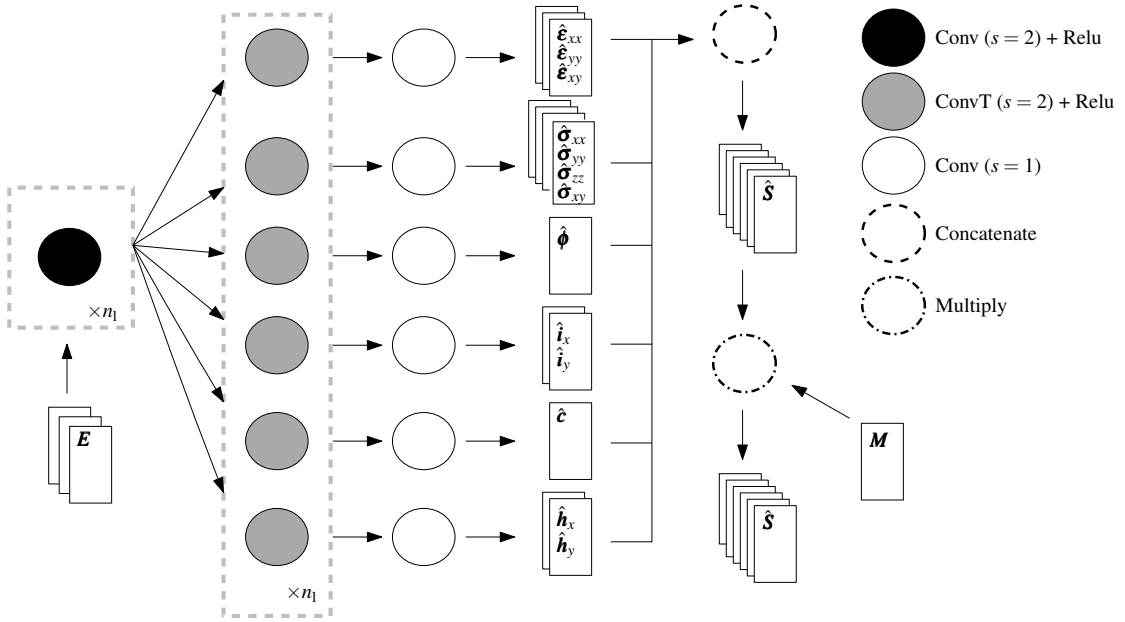 ×n₁
E
×n₁
ε̂xx
ε̂yy
ε̂xy
σ̂xx
σ̂yy
σ̂zz
σ̂xy
ϕ̂
îx
îy
ĉ
ĥx
ĥy
Ŝ
M
Ŝ
Conv (s = 2) + Relu
ConvT (s = 2) + Relu
Conv (s = 1)
Concatenate
Multiply